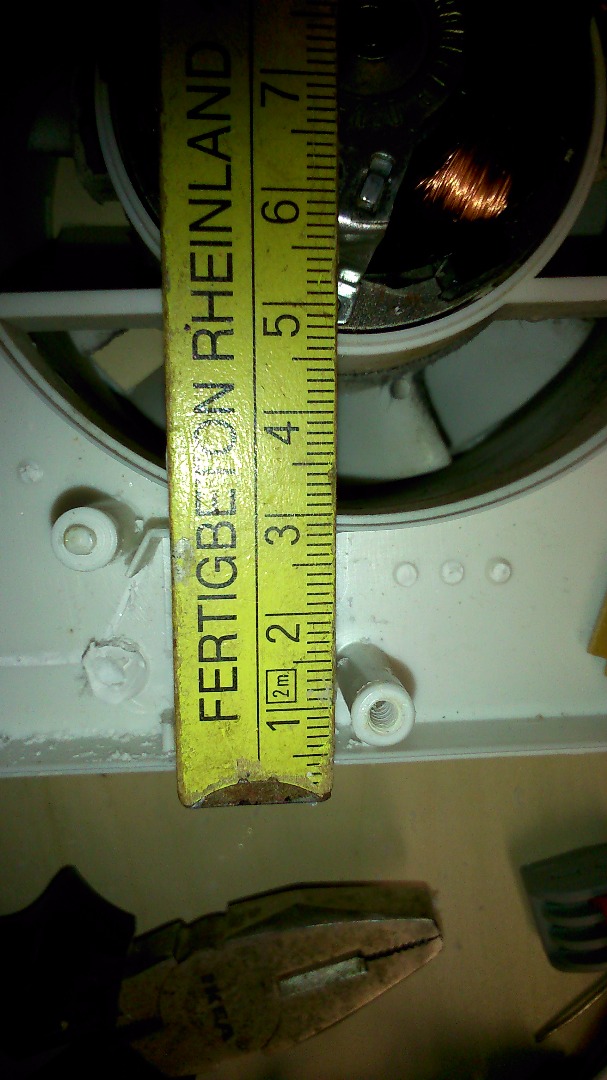 FERTIGBETON RHEINLAND
1 2m 2 3 4 5 6 7